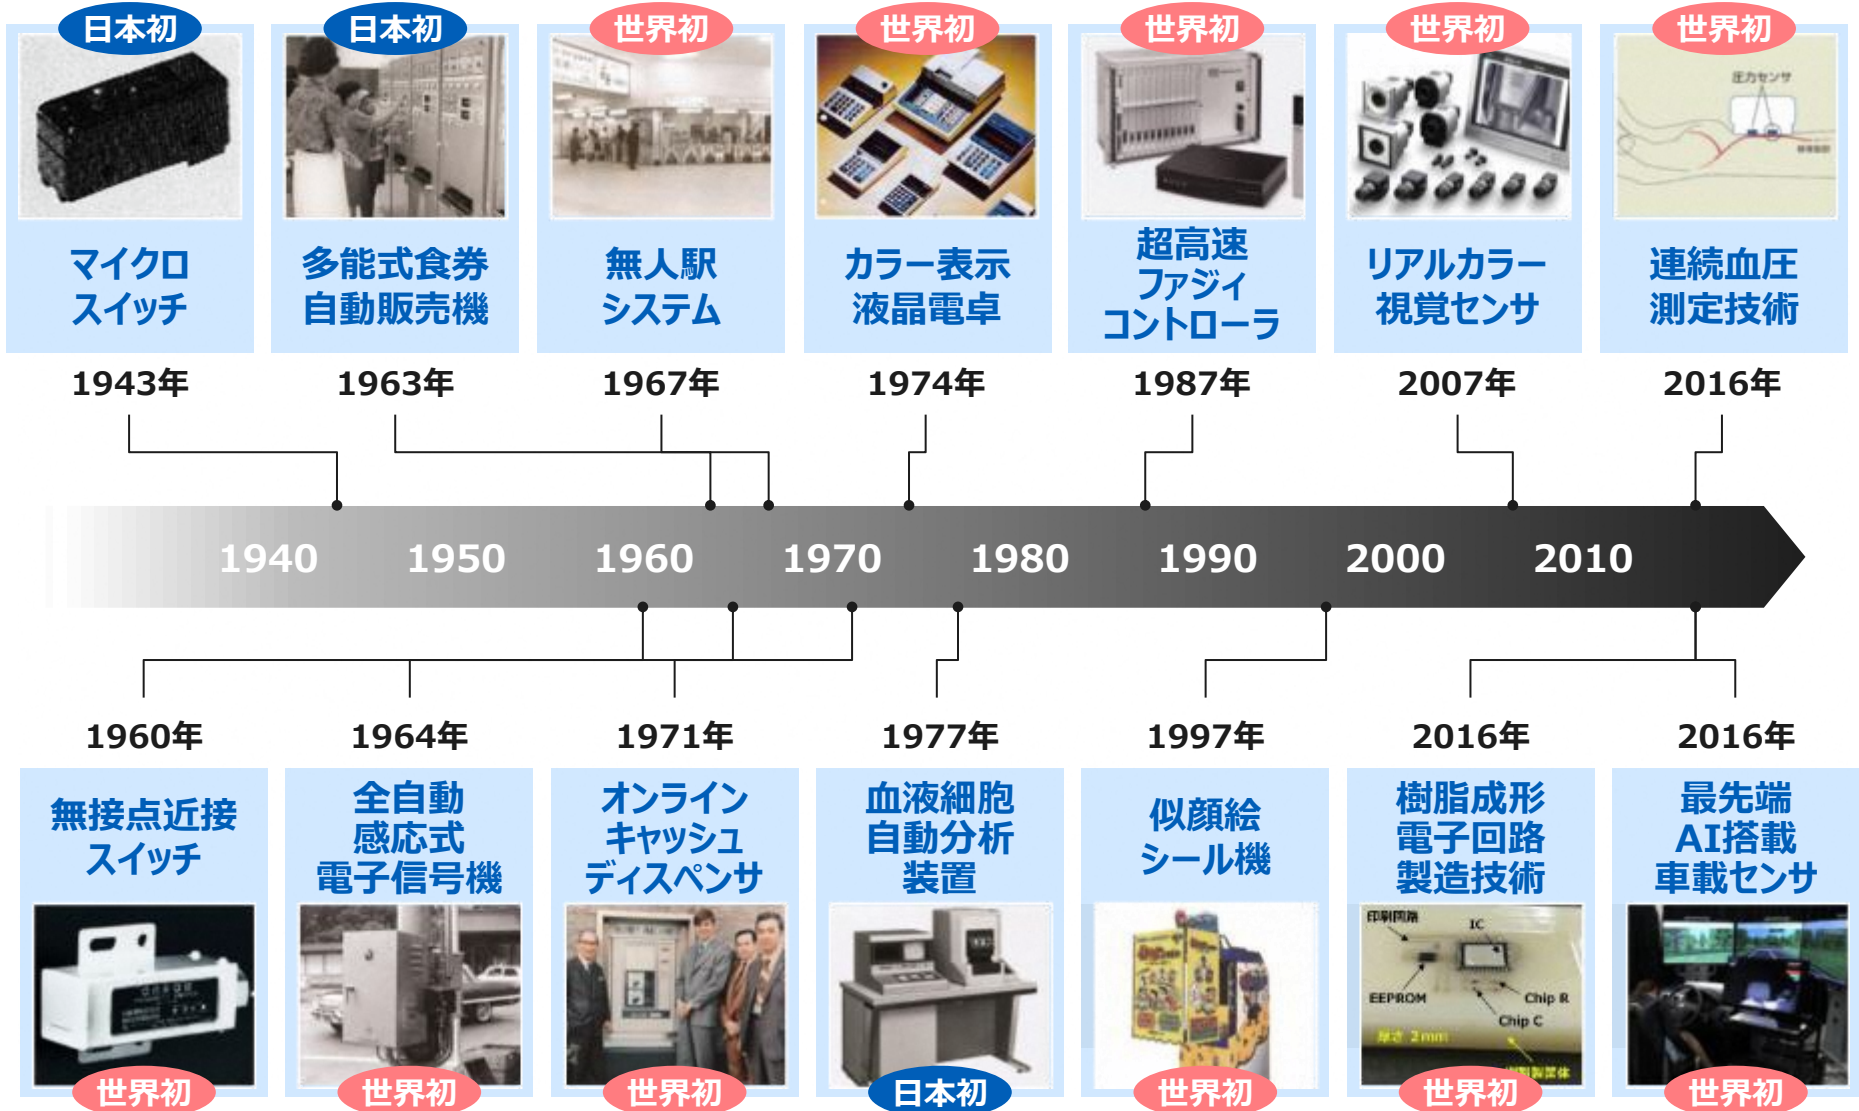 日本初
日本初
世界初
世界初
世界初
世界初
世界初
圧力センサ
マイクロ
スイッチ
多能式食券
自動販売機
無人駅
システム
カラー表示
液晶電卓
超高速
ファジィ
コントローラ
リアルカラー
視覚センサ
連続血圧
測定技術
1943年
1963年
1967年
1974年
1987年
2007年
2016年
1940
1950
1960
1970
1980
1990
2000
2010
1960年
1964年
1971年
1977年
1997年
2016年
2016年
無接点近接
スイッチ
全自動
感応式
電子信号機
オンライン
キャッシュ
ディスペンサ
血液細胞
自動分析
装置
似顔絵
シール機
樹脂成形
電子回路
製造技術
最先端
AI搭載
車載センサ
印刷回路
IC
EEPROM
Chip R
Chip C
厚さ 2mm
世界初
世界初
世界初
日本初
世界初
世界初
世界初